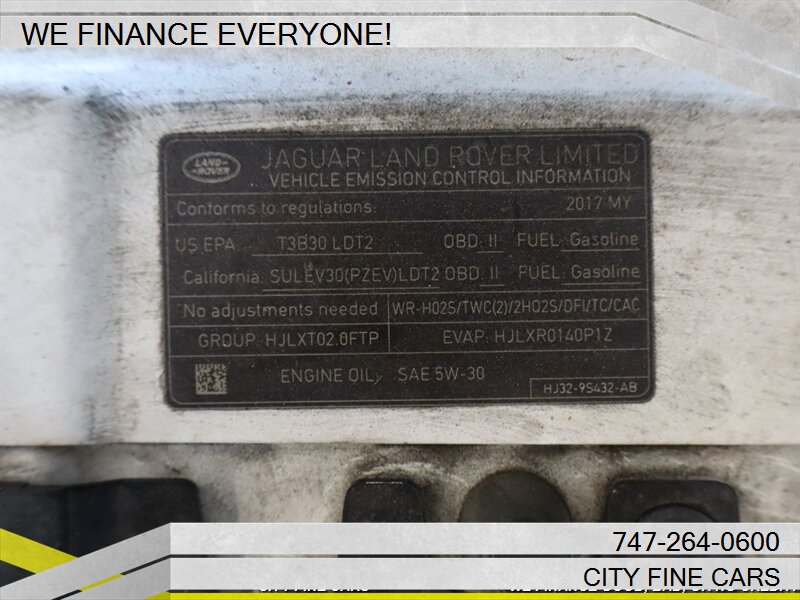 WE FINANCE EVERYONE!
LAND-
-ROVER
JAGUAR LAND ROVER LIMITED
VEHICLE EMISSION CONTROL INFORMATION
Conforms to regulations: 2017 MY
US EPA T3B30 LDT2 OBD: II FUEL: Gasoline
California SULEV30(PZEV)LDT2 OBD: II FUEL: Gasoline
No adjustments needed WR-HO2S/TWC(2)/2HO2S/DFI/TC/CAC
GROUP: HJLXT02.0FTP EVAP: HJLXR0140P1Z
ENGINE OIL SAE 5W-30
HJ32-9S432-AB
747-264-0600
CITY FINE CARS